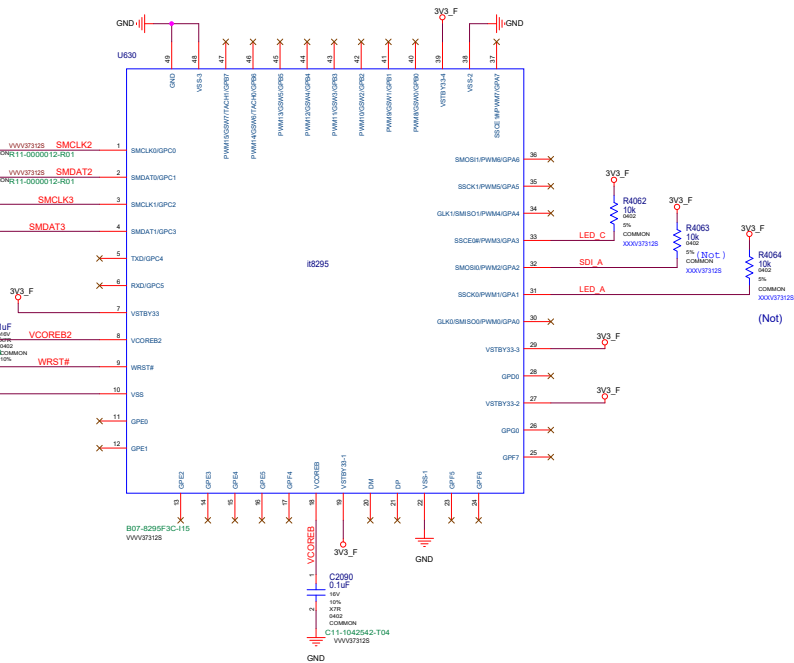 3V3_F
GND
GND
U630
49
48
47
46
45
44
43
42
41
40
39
38
37
GND
VSS-3
PWM15/GSW7/TACH1/GPB7
PWM14/GSW6/TACH0/GPB6
PWM13/GSW5/GPB5
PWM12/GSW4/GPB4
PWM11/GSW3/GPB3
PWM10/GSW2/GPB2
PWM9/GSW1/GPB1
PWM8/GSW0/GPB0
VSTBY33-4
VSS-2
SSCE1#/PWM7/GPA7
VVVV37312S SMCLK2 1 SMCLK0/GPC0
R11-0000012-R01
VVVV37312S SMDAT2 2 SMDAT0/GPC1
R11-0000012-R01
SMCLK3 3 SMCLK1/GPC2
SMDAT3 4 SMDAT1/GPC3
5 TXD/GPC4
6 RXD/GPC5
3V3_F
7 VSTBY33
VCOREB2 8 VCOREB2
1uF
16V
X7R
0402
COMMON
10%
WRST# 9 WRST#
10 VSS
11 GPE0
12 GPE1
it8295
SMOSI1/PWM6/GPA6 36
SSCK1/PWM5/GPA5 35
GLK1/SMISO1/PWM4/GPA4 34
SSCE0#/PWM3/GPA3 33 LED_C
SMOSI0/PWM2/GPA2 32 SDI_A
SSCK0/PWM1/GPA1 31 LED_A
GLK0/SMISO0/PWM0/GPA0 30
VSTBY33-3 29 3V3_F
GPD0 28
VSTBY33-2 27 3V3_F
GPG0 26
GPF7 25
3V3_F
R4062
10k
0402
5%
COMMON
XXXV37312S
3V3_F
R4063
10k
0402
5% (Not)
COMMON
XXXV37312S
3V3_F
R4064
10k
0402
5%
COMMON
XXXV37312S
(Not)
GPE2
GPE3
GPE4
GPE5
GPF4
VCOREB
VSTBY33-1
DM
DP
VSS-1
GPF5
GPF6
13
14
15
16
17
18
19
20
21
22
23
24
B07-8295F3C-I15
VVVV37312S
VCOREB
3V3_F
GND
1
C2090
0.1uF
16V
10%
X7R
0402
COMMON
2
C11-1042542-T04
VVVV37312S
GND